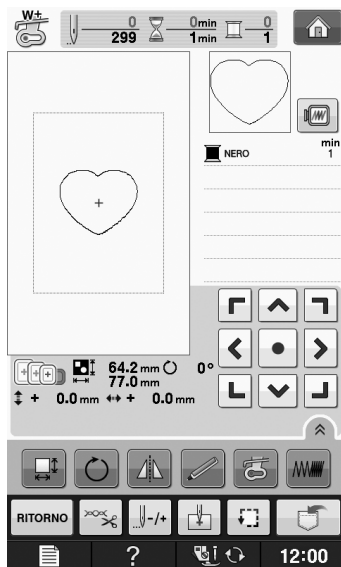 W+
0 0min 0
299 1min 1
min
NERO 1
64.2 mm 0°
77.0 mm
+ 0.0 mm + 0.0 mm
RITORNO -/+
? 12:00